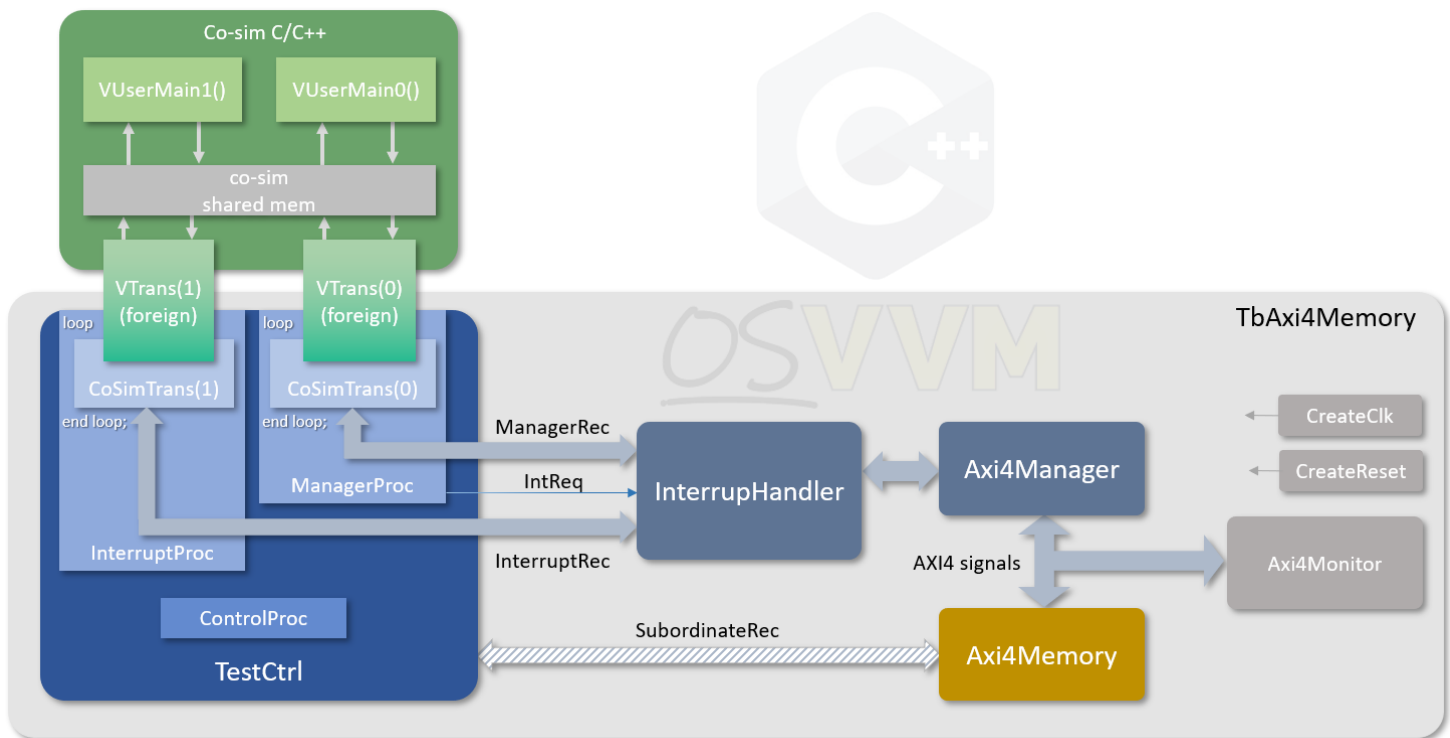 Co-sim C/C++
VUserMain1()
VUserMain0()
co-sim
shared mem
VTrans(1)
(foreign)
VTrans(0)
(foreign)
loop
loop
CoSimTrans(1)
CoSimTrans(0)
end loop;
end loop;
ManagerProc
InterruptProc
ControlProc
TestCtrl
ManagerRec
IntReq
InterruptRec
SubordinateRec
InterrupHandler
Axi4Manager
AXI4 signals
Axi4Memory
Axi4Monitor
CreateClk
CreateReset
TbAxi4Memory
OSVVM
C++